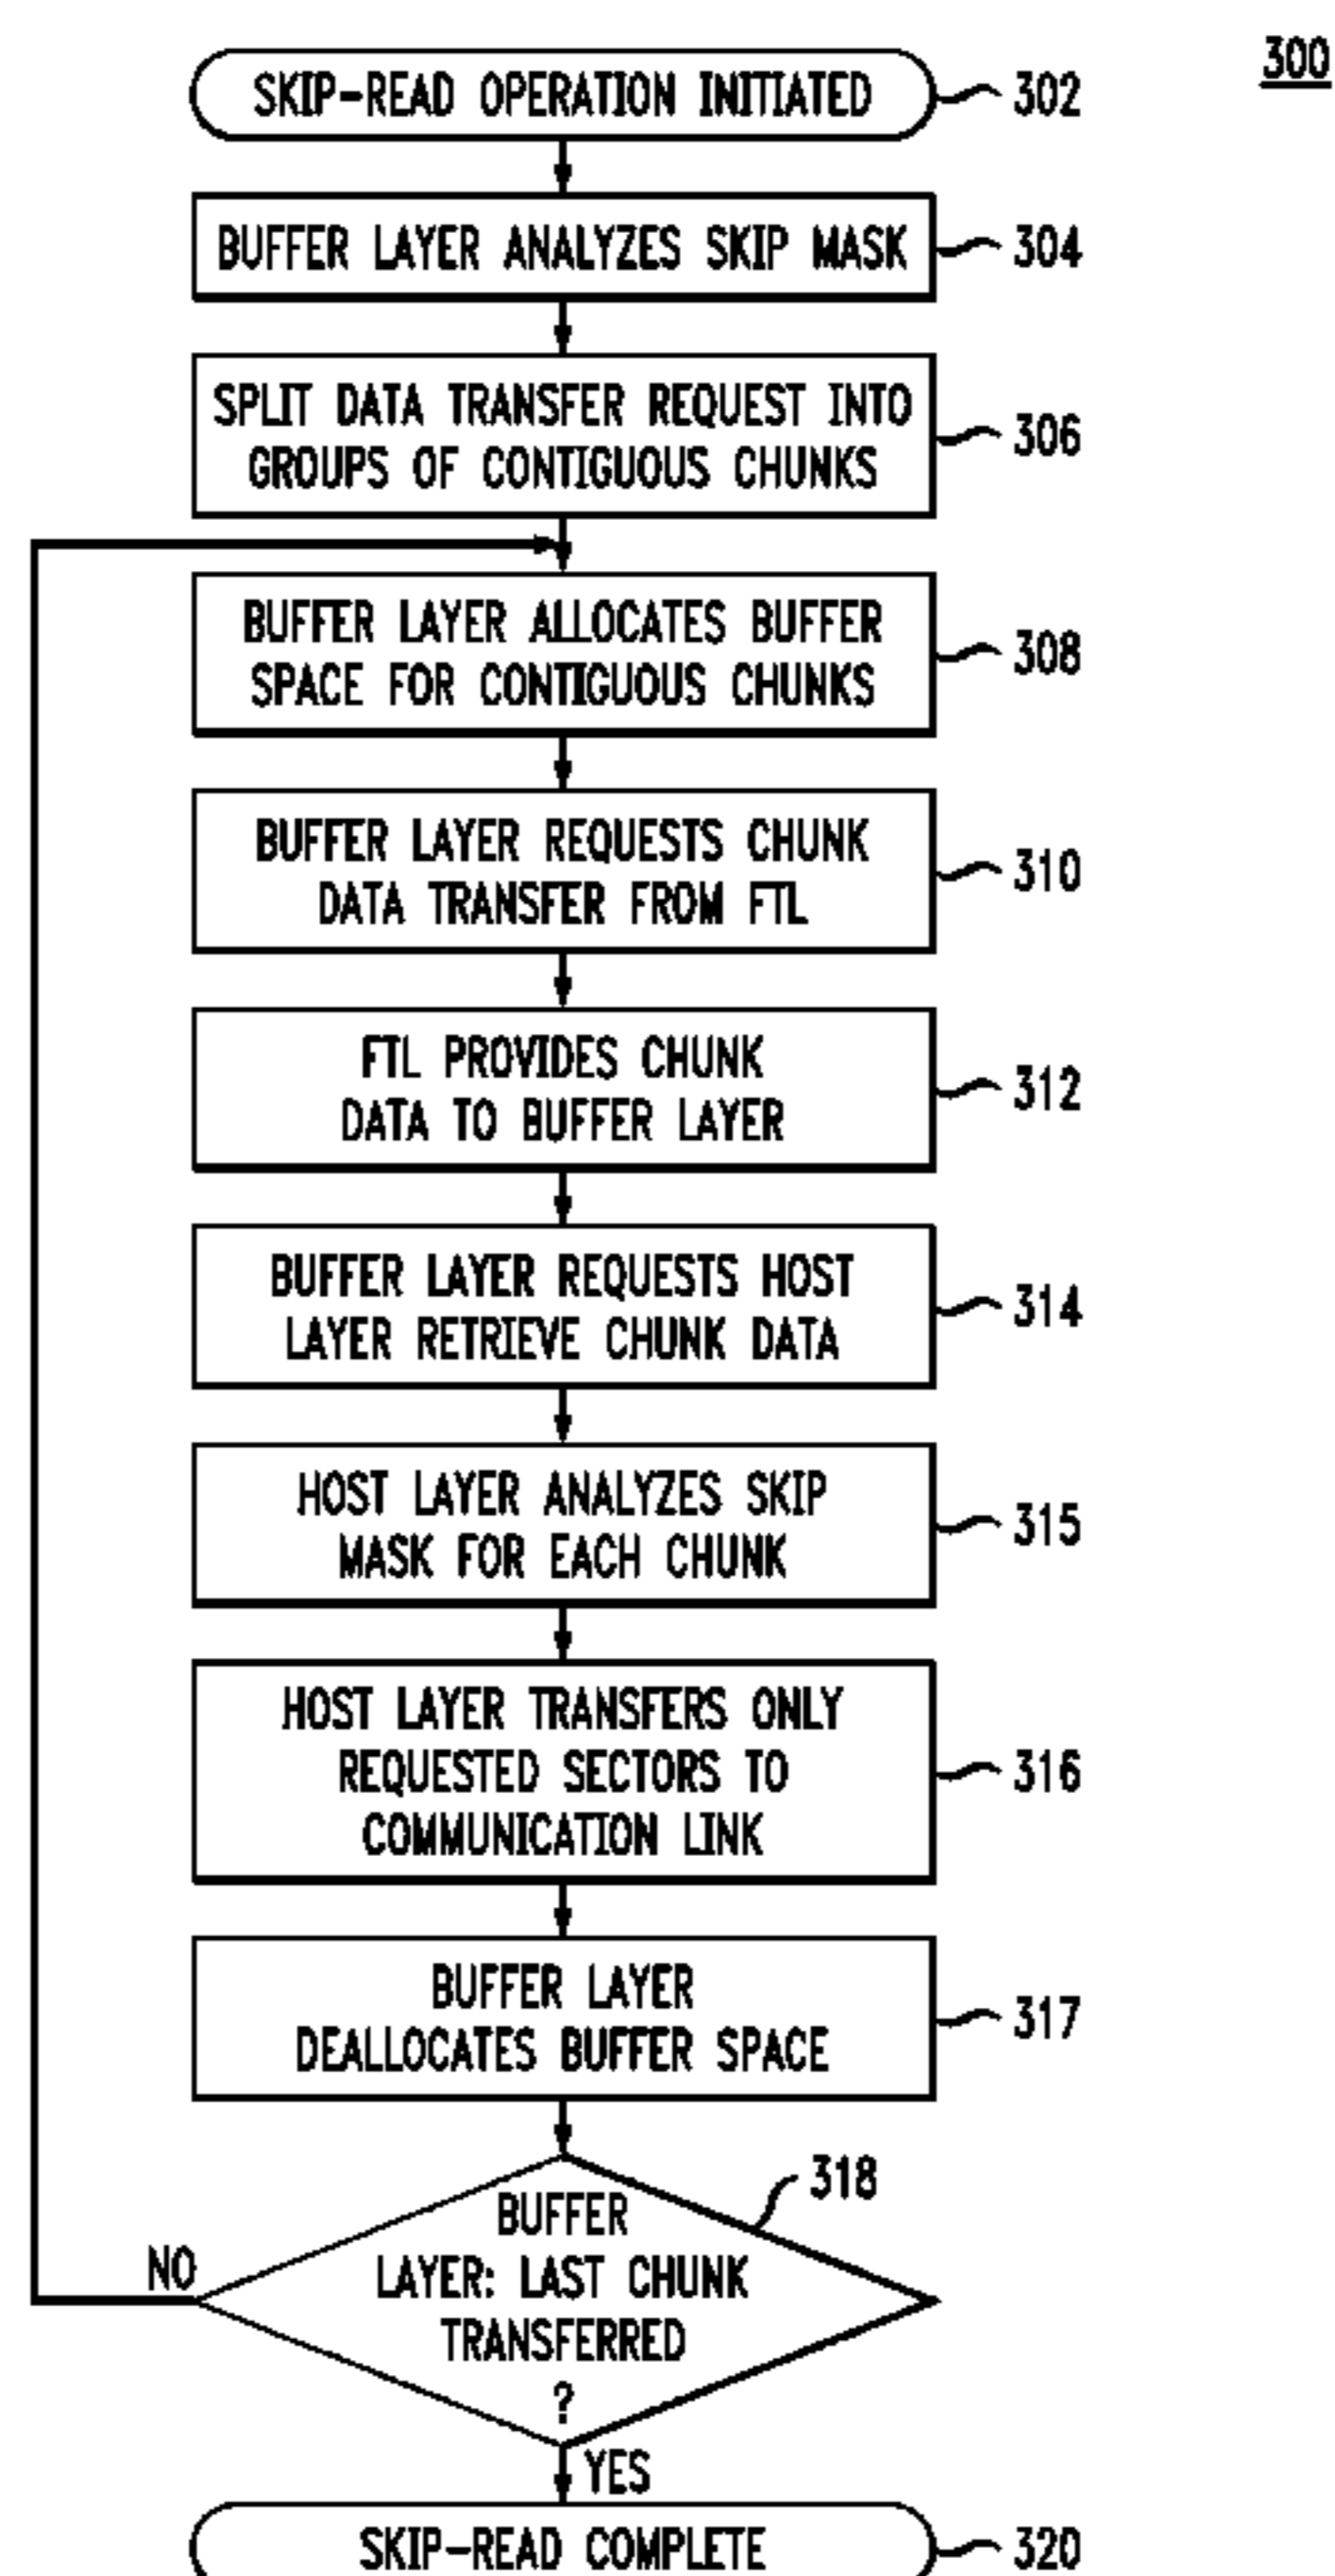 300
SKIP-READ OPERATION INITIATED
302
BUFFER LAYER ANALYZES SKIP MASK
304
SPLIT DATA TRANSFER REQUEST INTO
GROUPS OF CONTIGUOUS CHUNKS
306
BUFFER LAYER ALLOCATES BUFFER
SPACE FOR CONTIGUOUS CHUNKS
308
BUFFER LAYER REQUESTS CHUNK
DATA TRANSFER FROM FTL
310
FTL PROVIDES CHUNK
DATA TO BUFFER LAYER
312
BUFFER LAYER REQUESTS HOST
LAYER RETRIEVE CHUNK DATA
314
HOST LAYER ANALYZES SKIP
MASK FOR EACH CHUNK
315
HOST LAYER TRANSFERS ONLY
REQUESTED SECTORS TO
COMMUNICATION LINK
316
BUFFER LAYER
DEALLOCATES BUFFER SPACE
317
318
BUFFER
LAYER: LAST CHUNK
TRANSFERRED
?
NO
YES
SKIP-READ COMPLETE
320